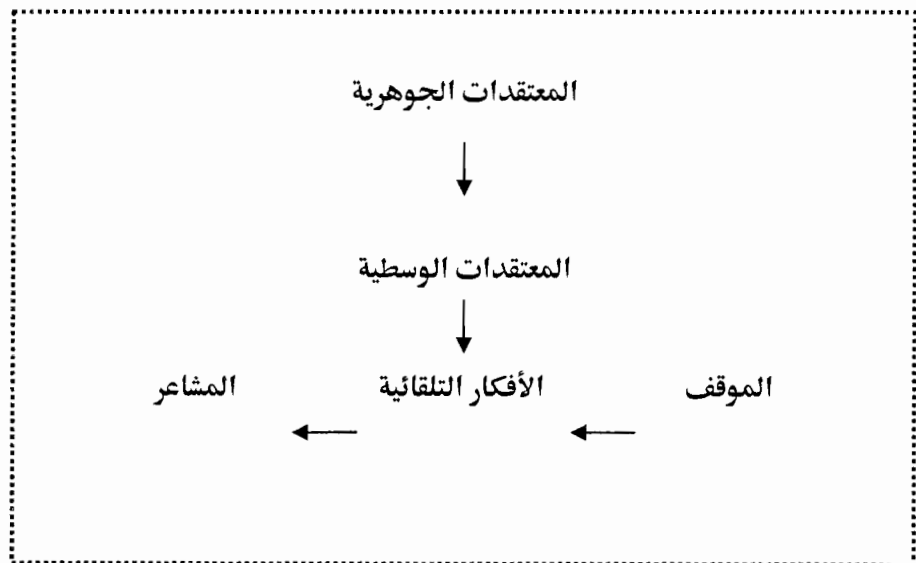 المعتقدات الجوهرية
المعتقدات الوسطية
الموقف الأفكار التلقائية المشاعر